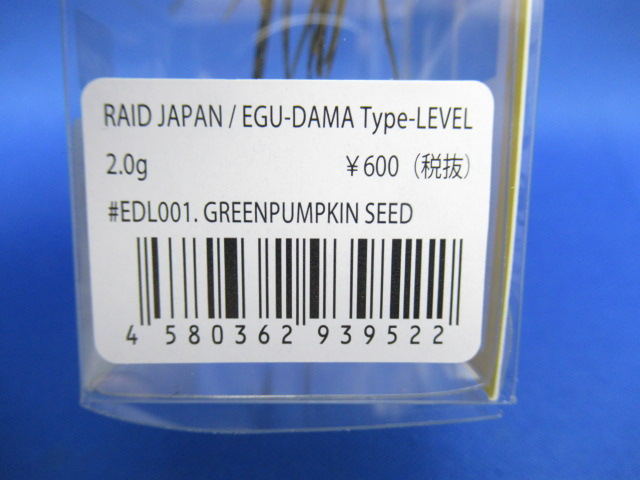 RAID JAPAN / EGU-DAMA Type-LEVEL
2.0g ￥600（税抜）
#EDL001. GREENPUMPKIN SEED
4 580362 939522